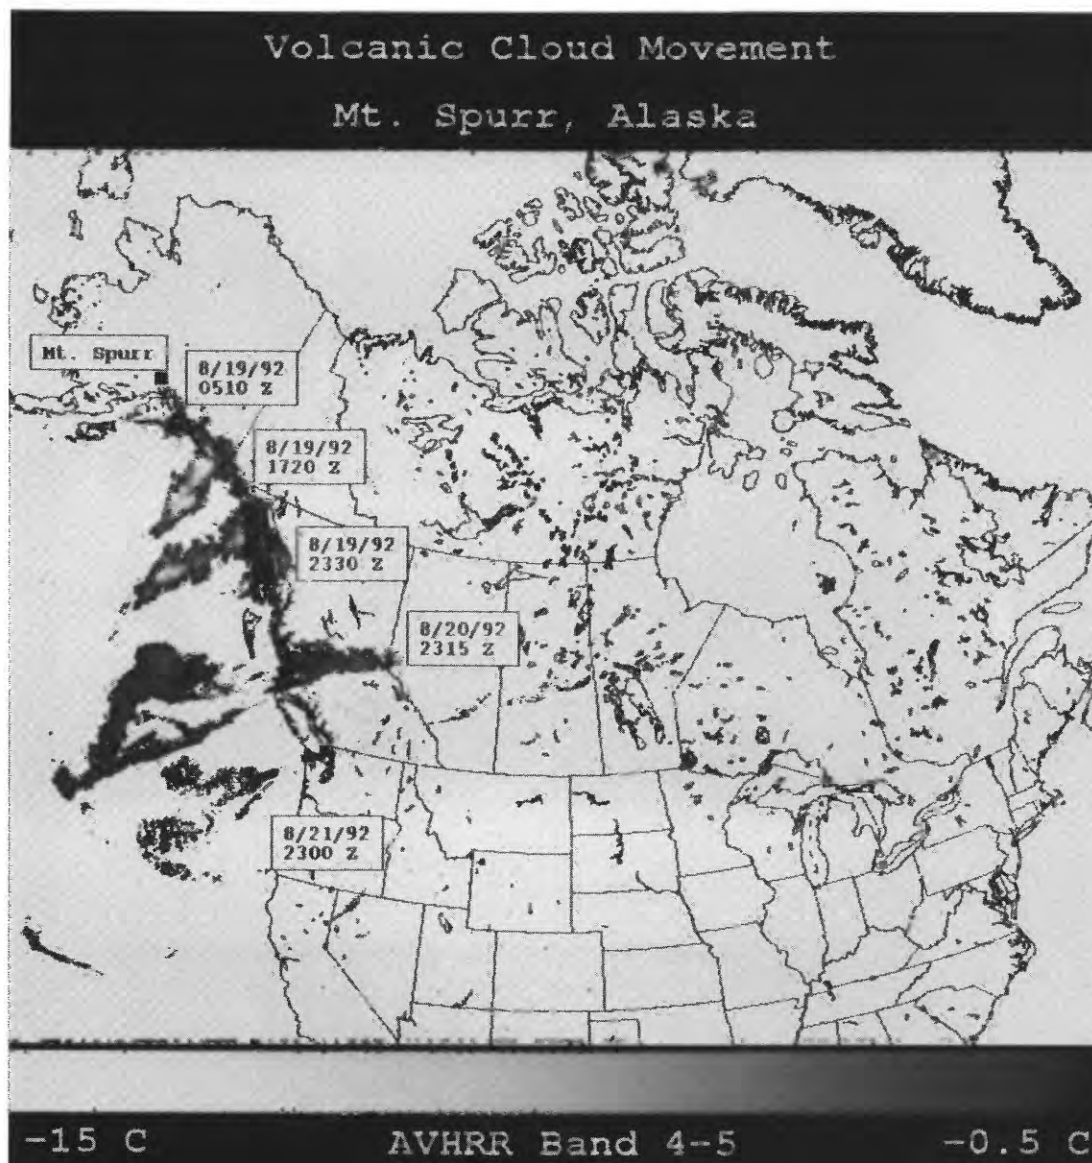 Volcanic Cloud Movement
Mt. Spurr, Alaska
Mt. Spurr
8/19/92
0510 Z
8/19/92
1720 Z
8/19/92
2330 Z
8/20/92
2315 Z
8/21/92
2300 Z
-15 C AVHRR Band 4-5 -0.5 C